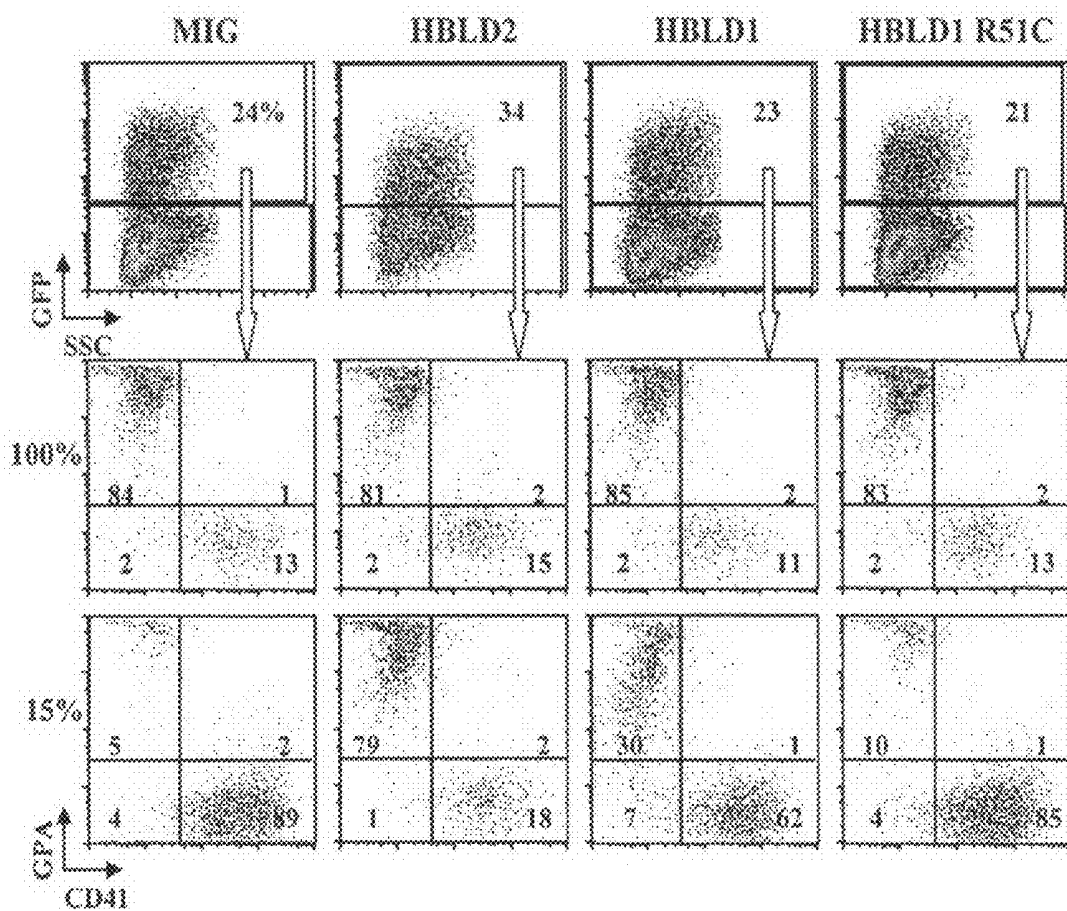 MIG HBLD2 HBLD1 HBLD1 R51C
24% 34 23 21
GFP
SSC
100%
84 1 81 2 85 2 83 2
2 13 2 15 2 11 2 13
15%
5 2 79 2 30 1 10 1
4 89 1 18 7 62 4 85
GPA
CD41